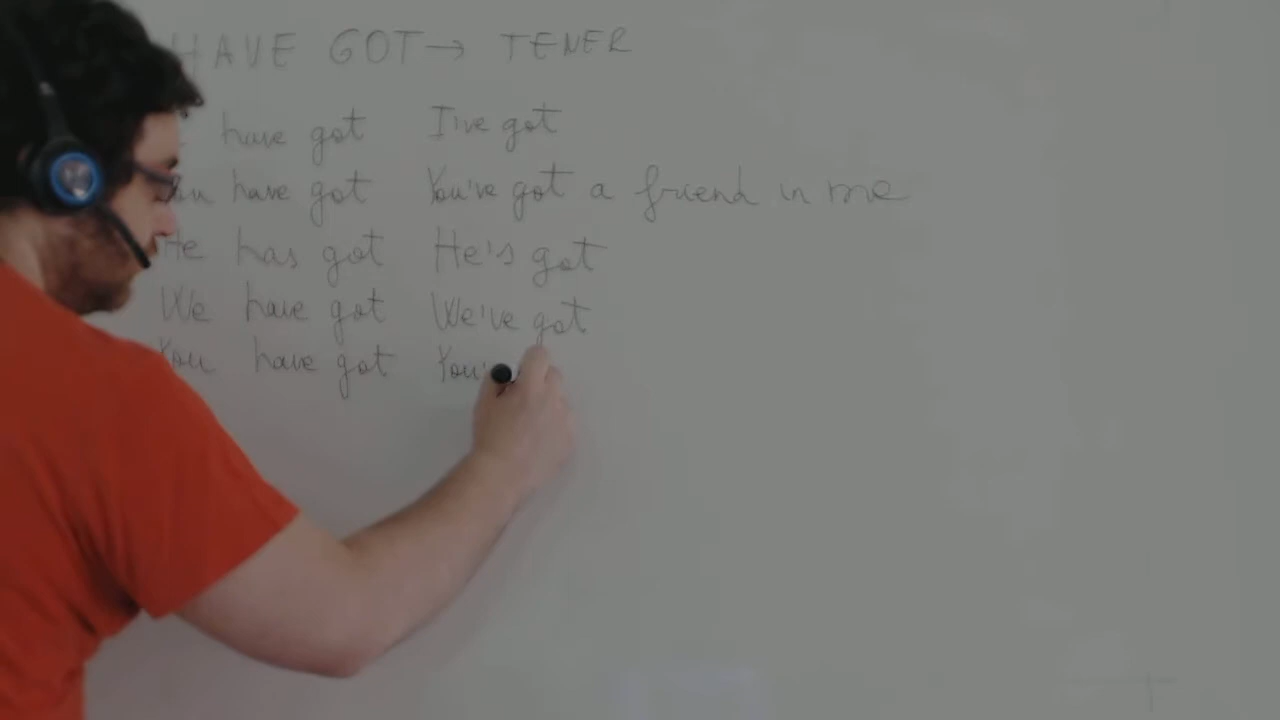 HAVE GOT → TENER
have got I've got
You have got You've got a friend in me
He has got He's got
We have got We've got
You have got You'